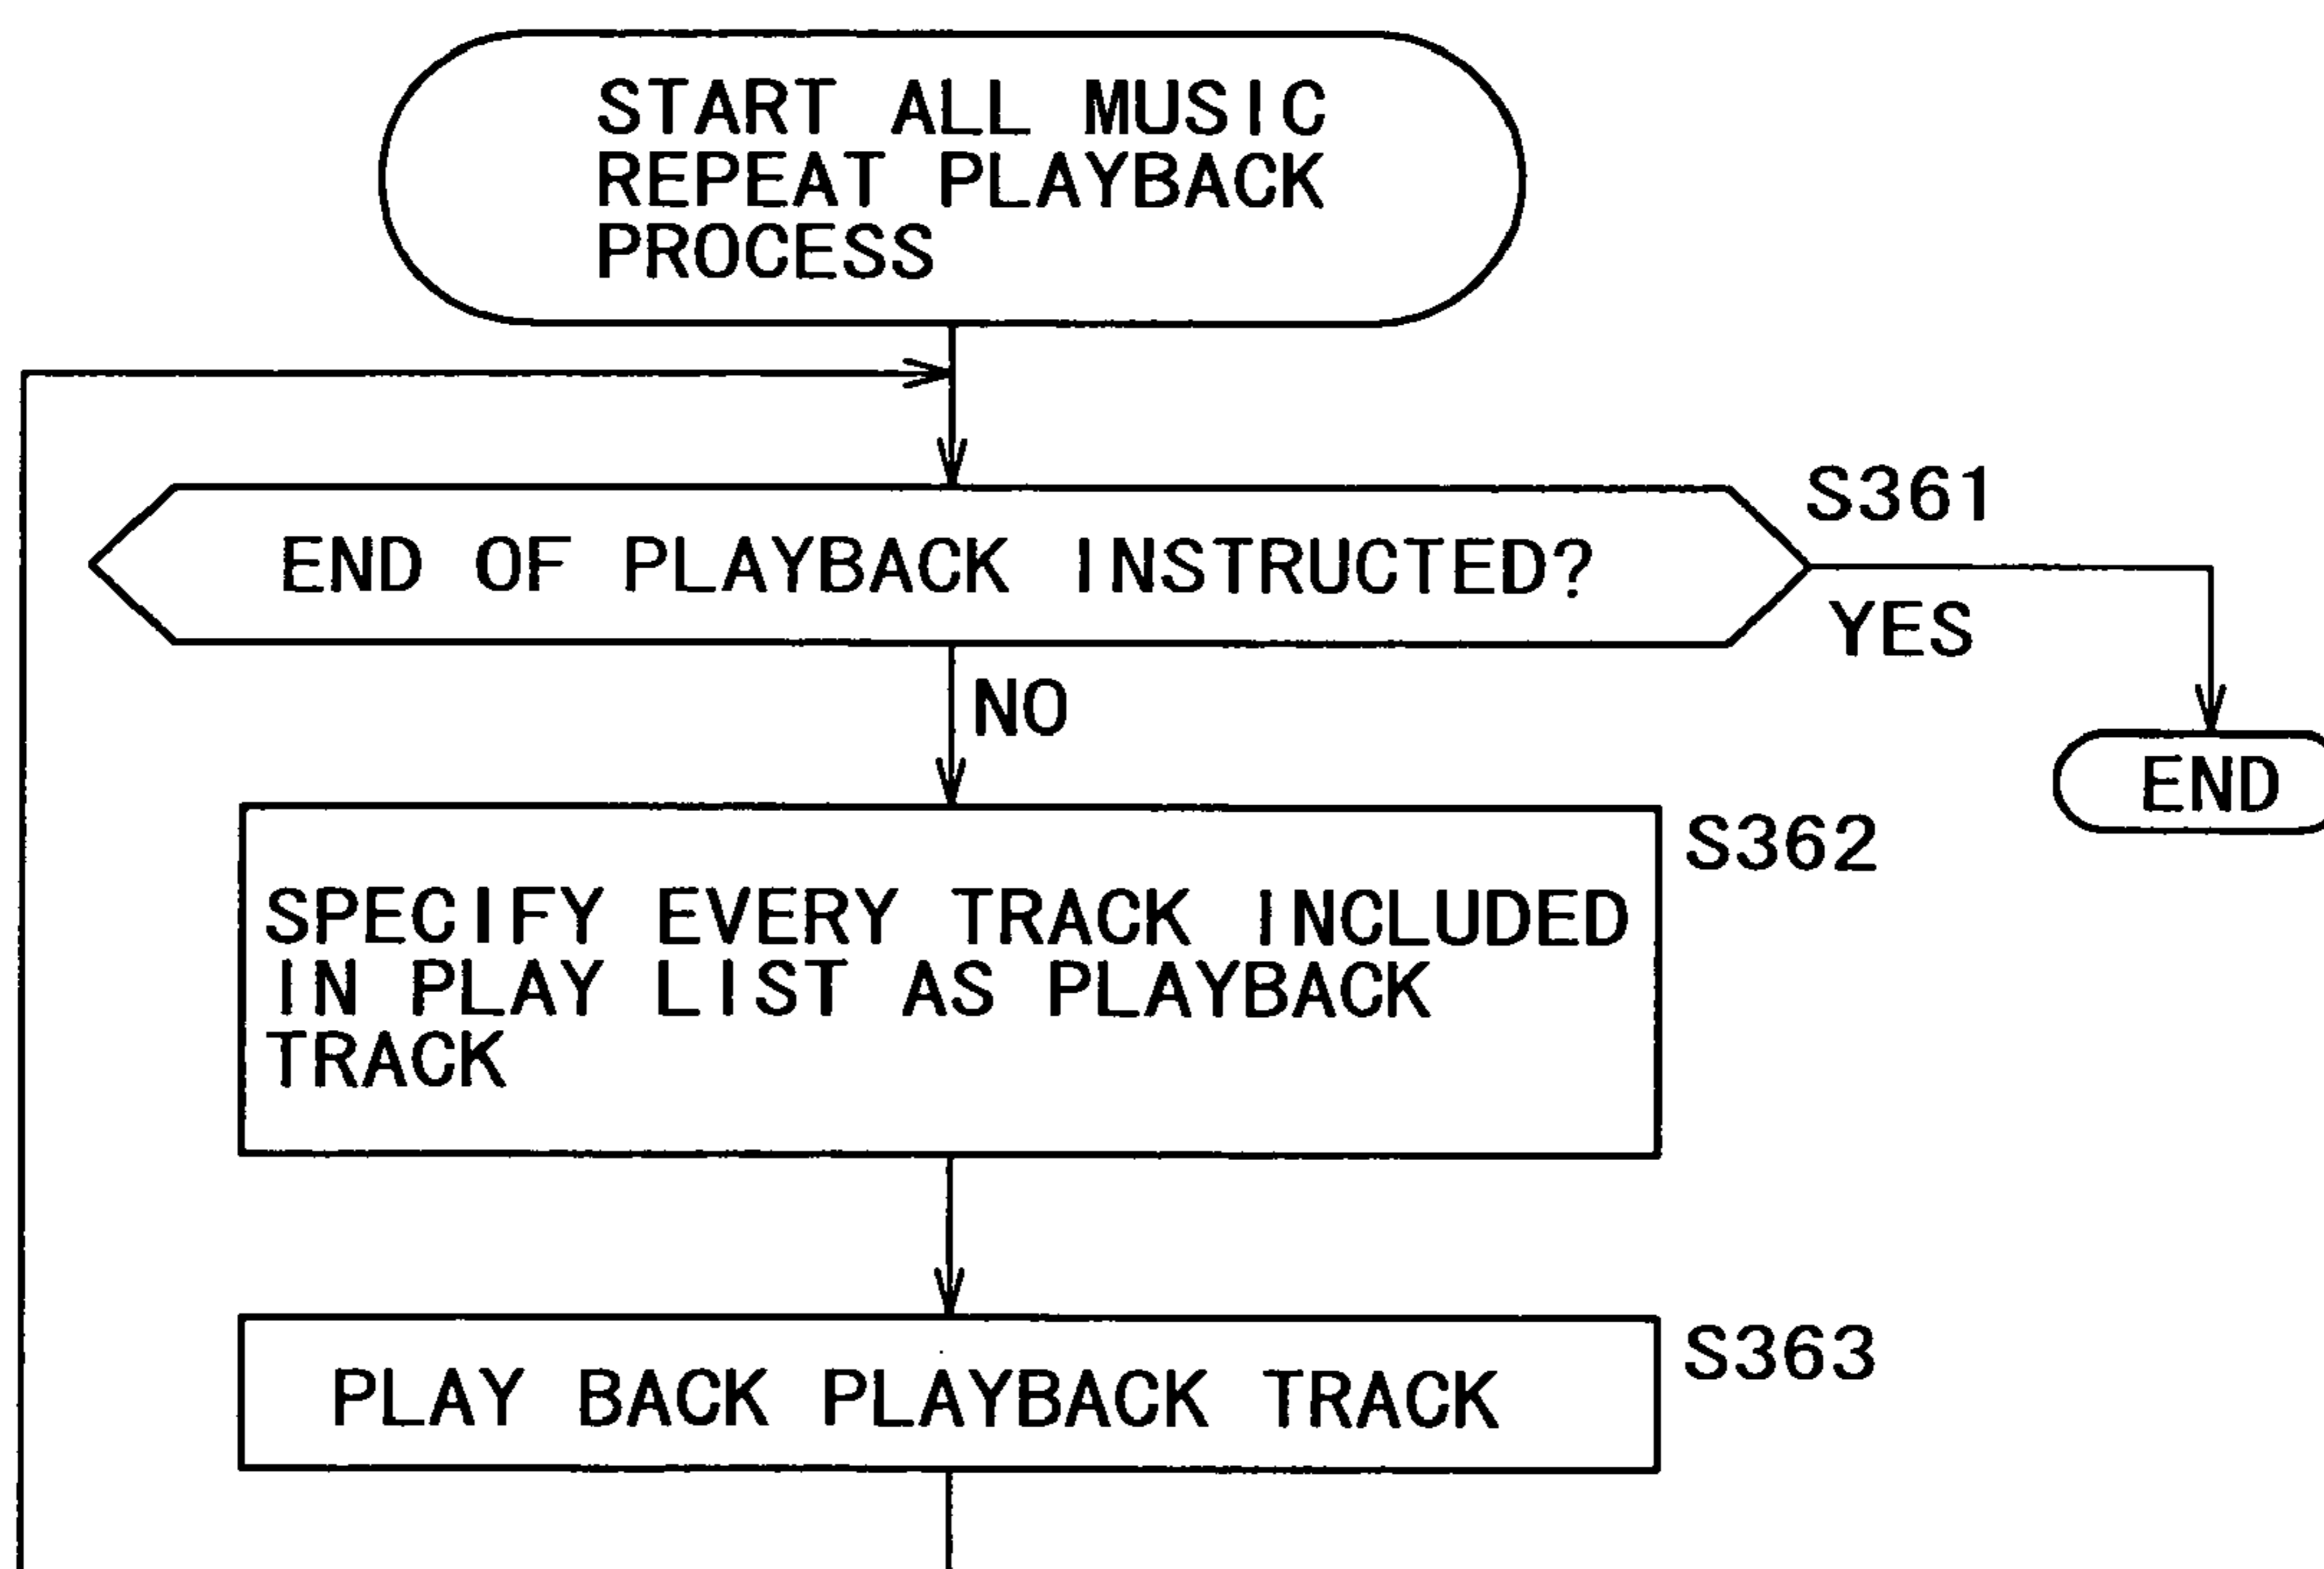 START ALL MUSIC
REPEAT PLAYBACK
PROCESS
S361
END OF PLAYBACK INSTRUCTED?
YES
NO
END
S362
SPECIFY EVERY TRACK INCLUDED
IN PLAY LIST AS PLAYBACK
TRACK
S363
PLAY BACK PLAYBACK TRACK